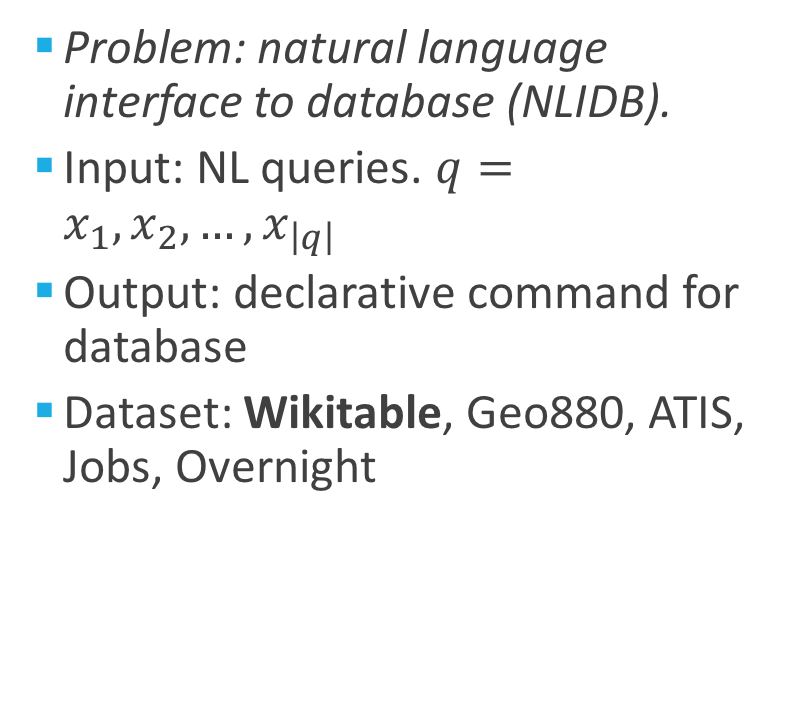 ▪ Problem: natural language
interface to database (NLIDB).
▪ Input: NL queries. q =
x₁, x₂, … , x|q|
▪ Output: declarative command for
database
▪ Dataset: Wikitable, Geo880, ATIS,
Jobs, Overnight